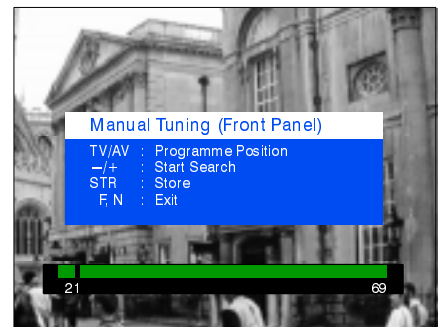 Manual Tuning (Front Panel)
TV/AV : Programme Position
–/+ : Start Search
STR : Store
F, N : Exit
21 69